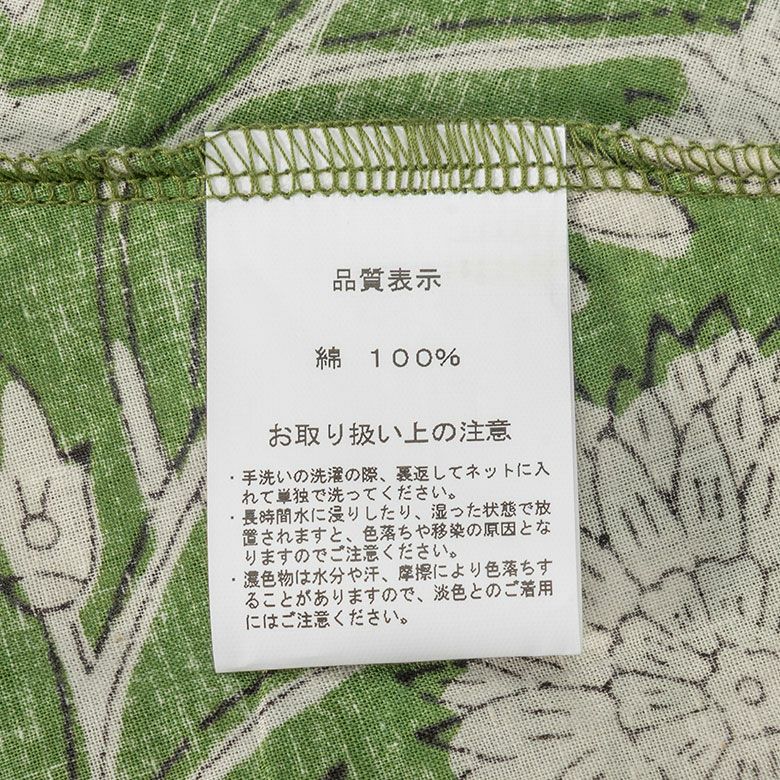 品質表示
綿 100%
お取り扱い上の注意
・手洗いの洗濯の際、裏返してネットに入
れて単独で洗ってください。
・長時間水に浸りしたり、湿った状態で放
置されますと、色落ちや移染の原因とな
りますのでご注意ください。
・濃色物は水分や汗、摩擦により色落ちす
ることがありますので、淡色とのご着用
にはご注意ください。